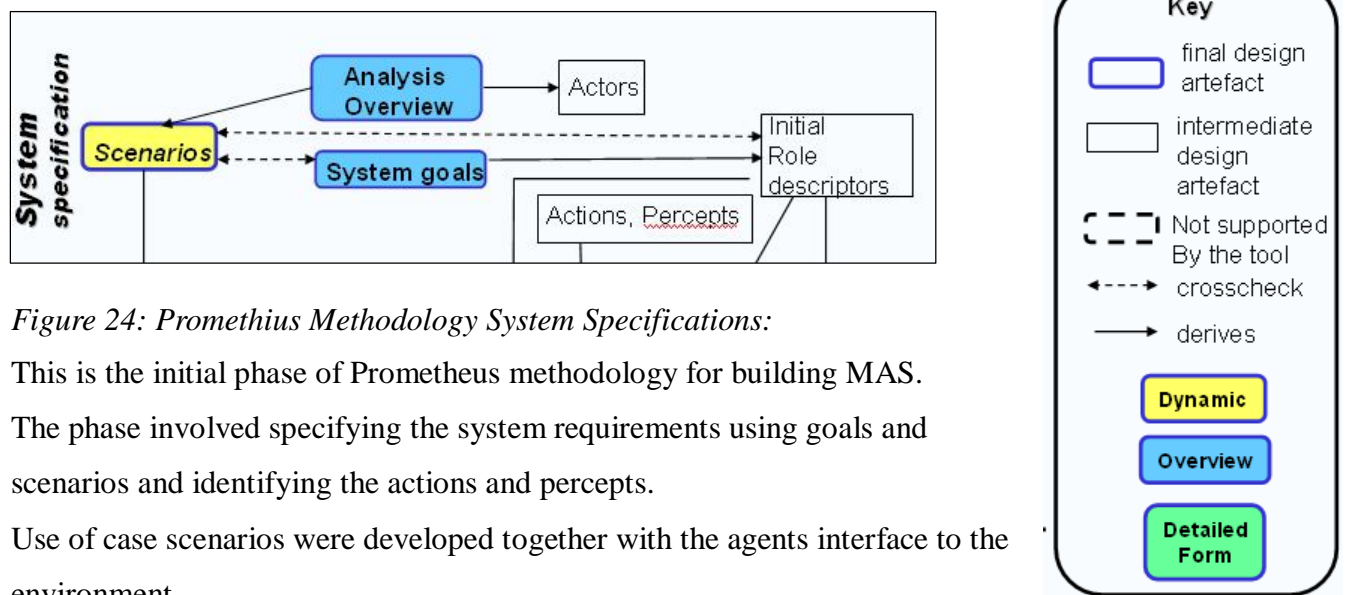 System
specification
Analysis
Overview
Actors
Scenarios
System goals
Initial
Role
descriptors
Actions, Percepts
Figure 24: Promethius Methodology System Specifications:
This is the initial phase of Prometheus methodology for building MAS.
The phase involved specifying the system requirements using goals and
scenarios and identifying the actions and percepts.
Use of case scenarios were developed together with the agents interface to the
environment
Key
final design
artefact
intermediate
design
artefact
Not supported
By the tool
crosscheck
derives
Dynamic
Overview
Detailed
Form